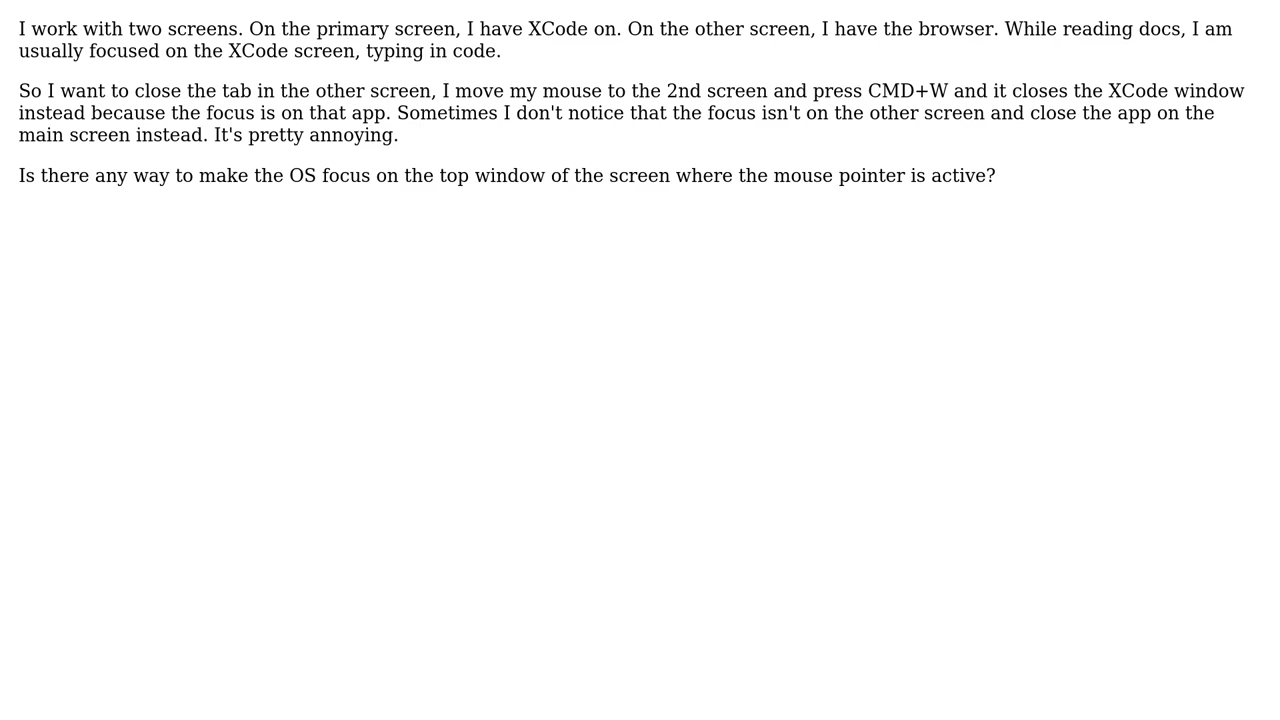 I work with two screens. On the primary screen, I have XCode on. On the other screen, I have the browser. While reading docs, I am
usually focused on the XCode screen, typing in code.
So I want to close the tab in the other screen, I move my mouse to the 2nd screen and press CMD+W and it closes the XCode window
instead because the focus is on that app. Sometimes I don't notice that the focus isn't on the other screen and close the app on the
main screen instead. It's pretty annoying.
Is there any way to make the OS focus on the top window of the screen where the mouse pointer is active?